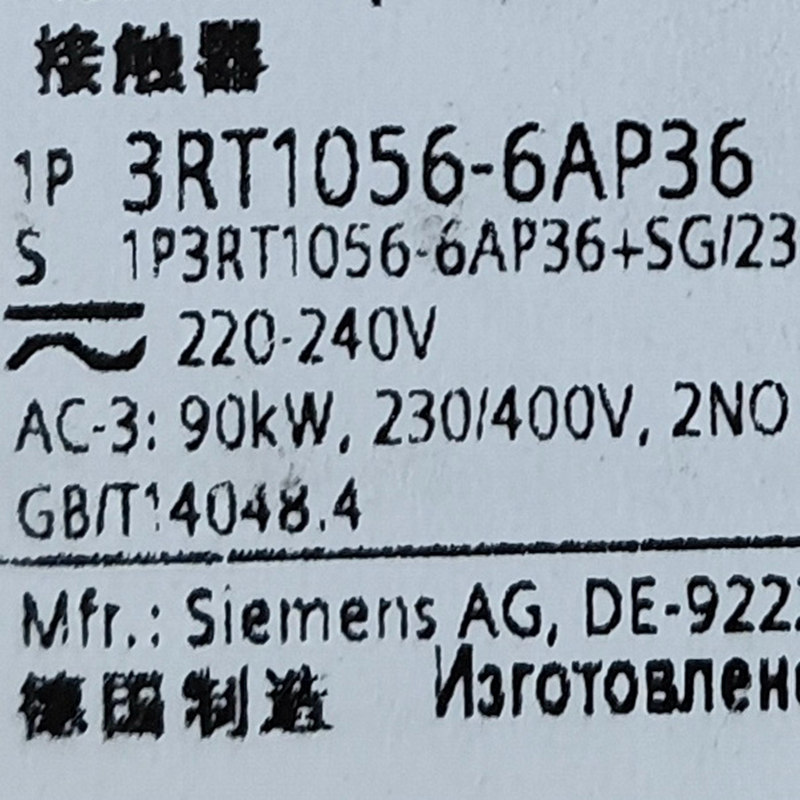 接触器
1P 3RT1056-6AP36
S 1P3RT1056-6AP36+SG/23
220-240V
AC-3: 90kW, 230/400V, 2NO
GB/T14048.4
Mfr.: Siemens AG, DE-9222
德国制造 Изготовлено